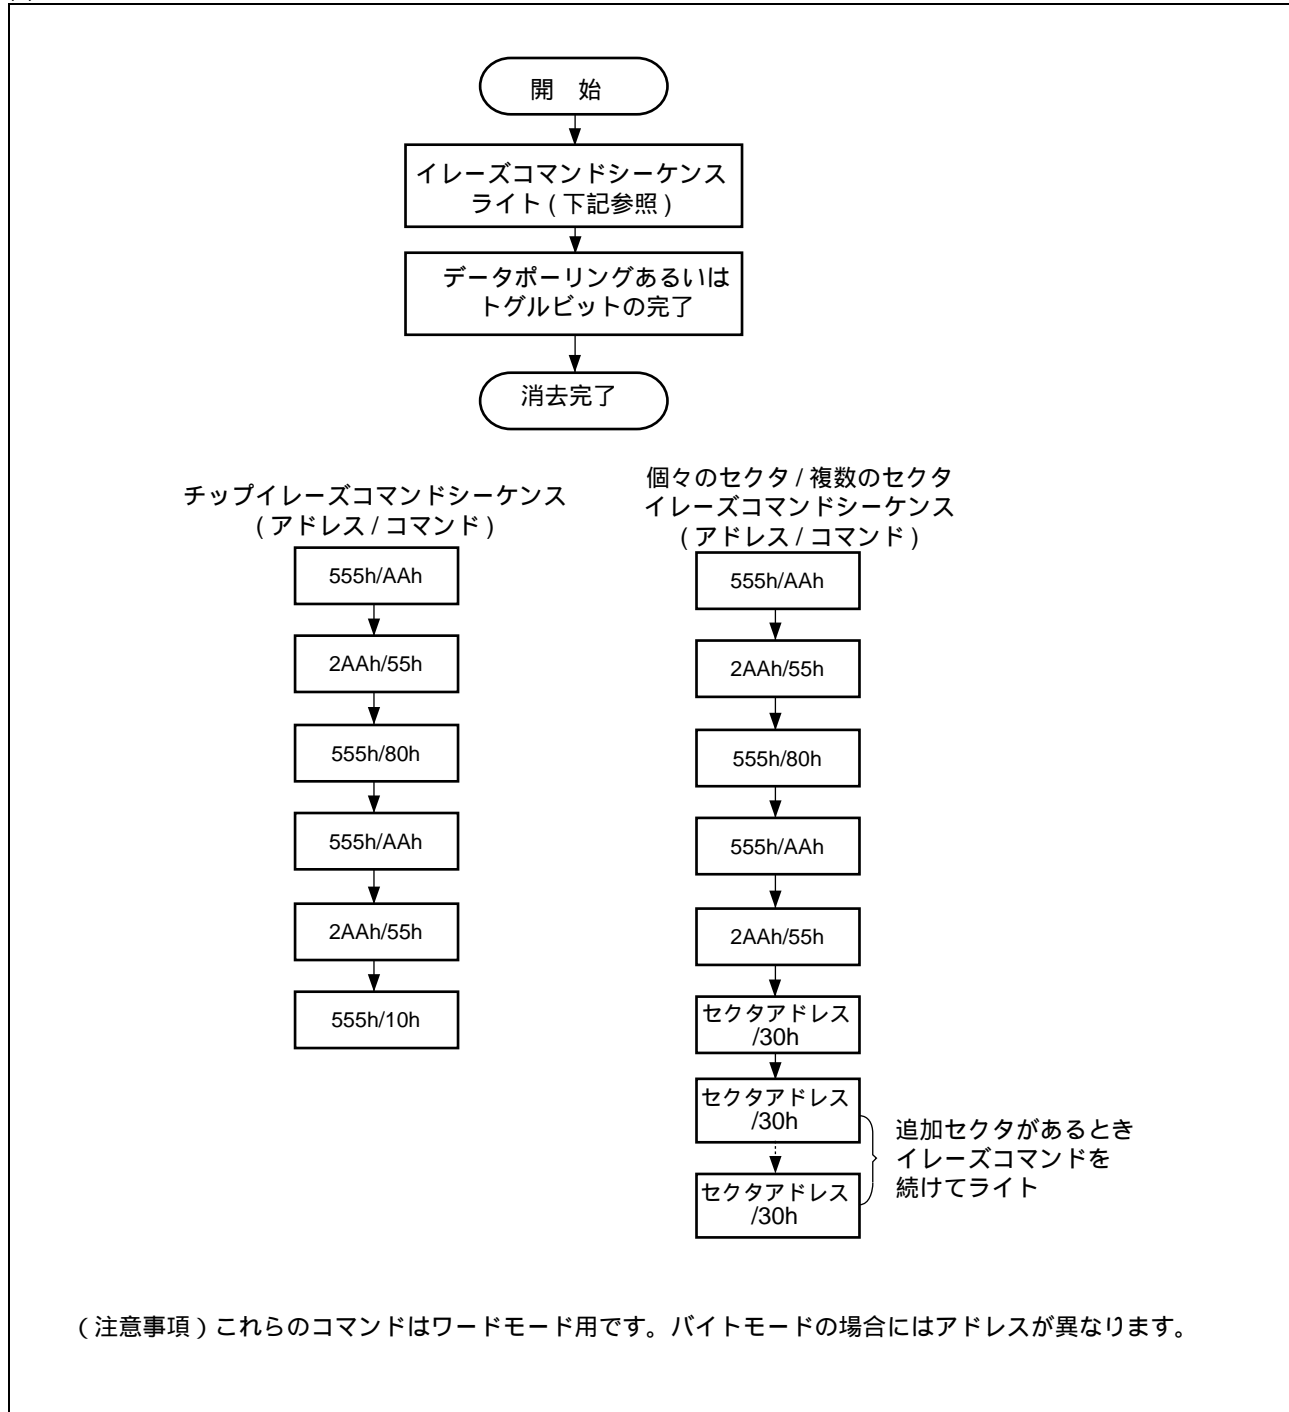 開　始
イレーズコマンドシーケンス
ライト ( 下記参照 )
データポーリングあるいは
トグルビットの完了
消去完了
チップイレーズコマンドシーケンス
( アドレス / コマンド )
555h/AAh
2AAh/55h
555h/80h
555h/AAh
2AAh/55h
555h/10h
個々のセクタ / 複数のセクタ
イレーズコマンドシーケンス
( アドレス / コマンド )
555h/AAh
2AAh/55h
555h/80h
555h/AAh
2AAh/55h
セクタアドレス
/30h
セクタアドレス
/30h
セクタアドレス
/30h
追加セクタがあるとき
イレーズコマンドを
続けてライト
( 注意事項 ) これらのコマンドはワードモード用です。バイトモードの場合にはアドレスが異なります。